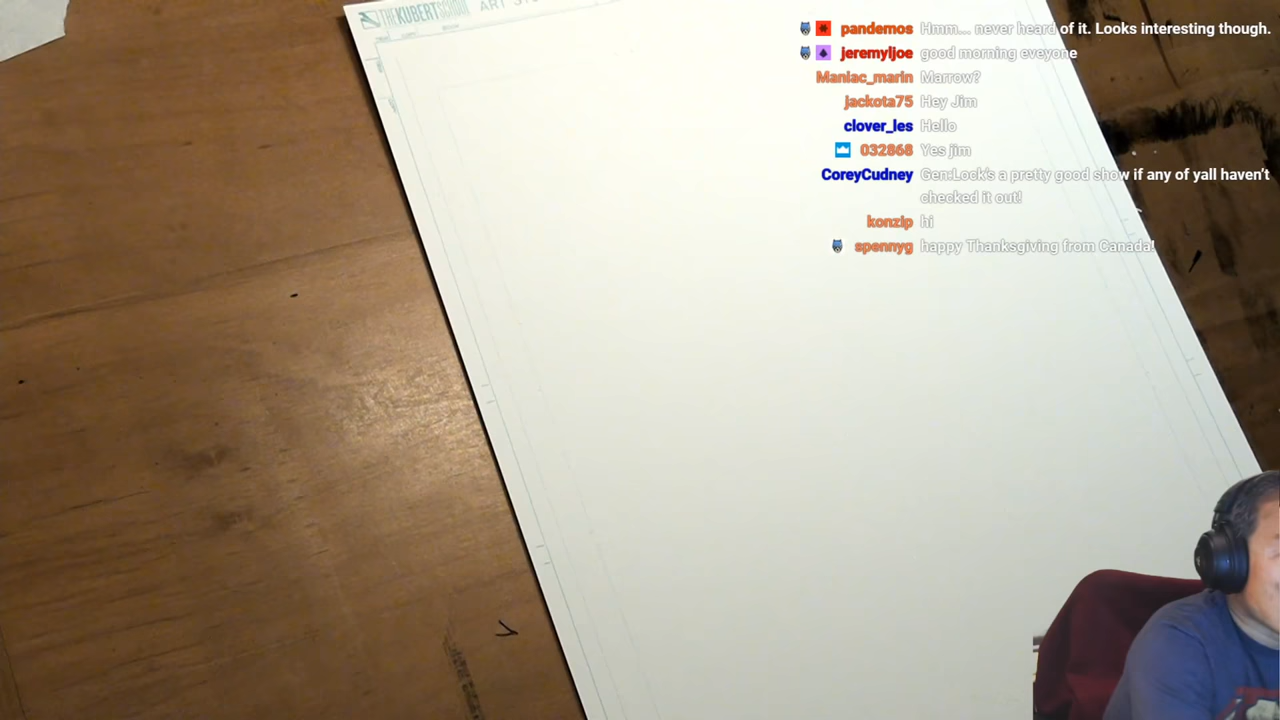 THE KUBERT SCHOOL ART
pandemos Hmm... never heard of it. Looks interesting though.
jeremyljoe good morning eveyone
Maniac_marin Marrow?
jackota75 Hey Jim
clover_les Hello
032868 Yes jim
CoreyCudney Gen:Lock's a pretty good show if any of yall haven't
checked it out!
konzip hi
spennyg happy Thanksgiving from Canada!